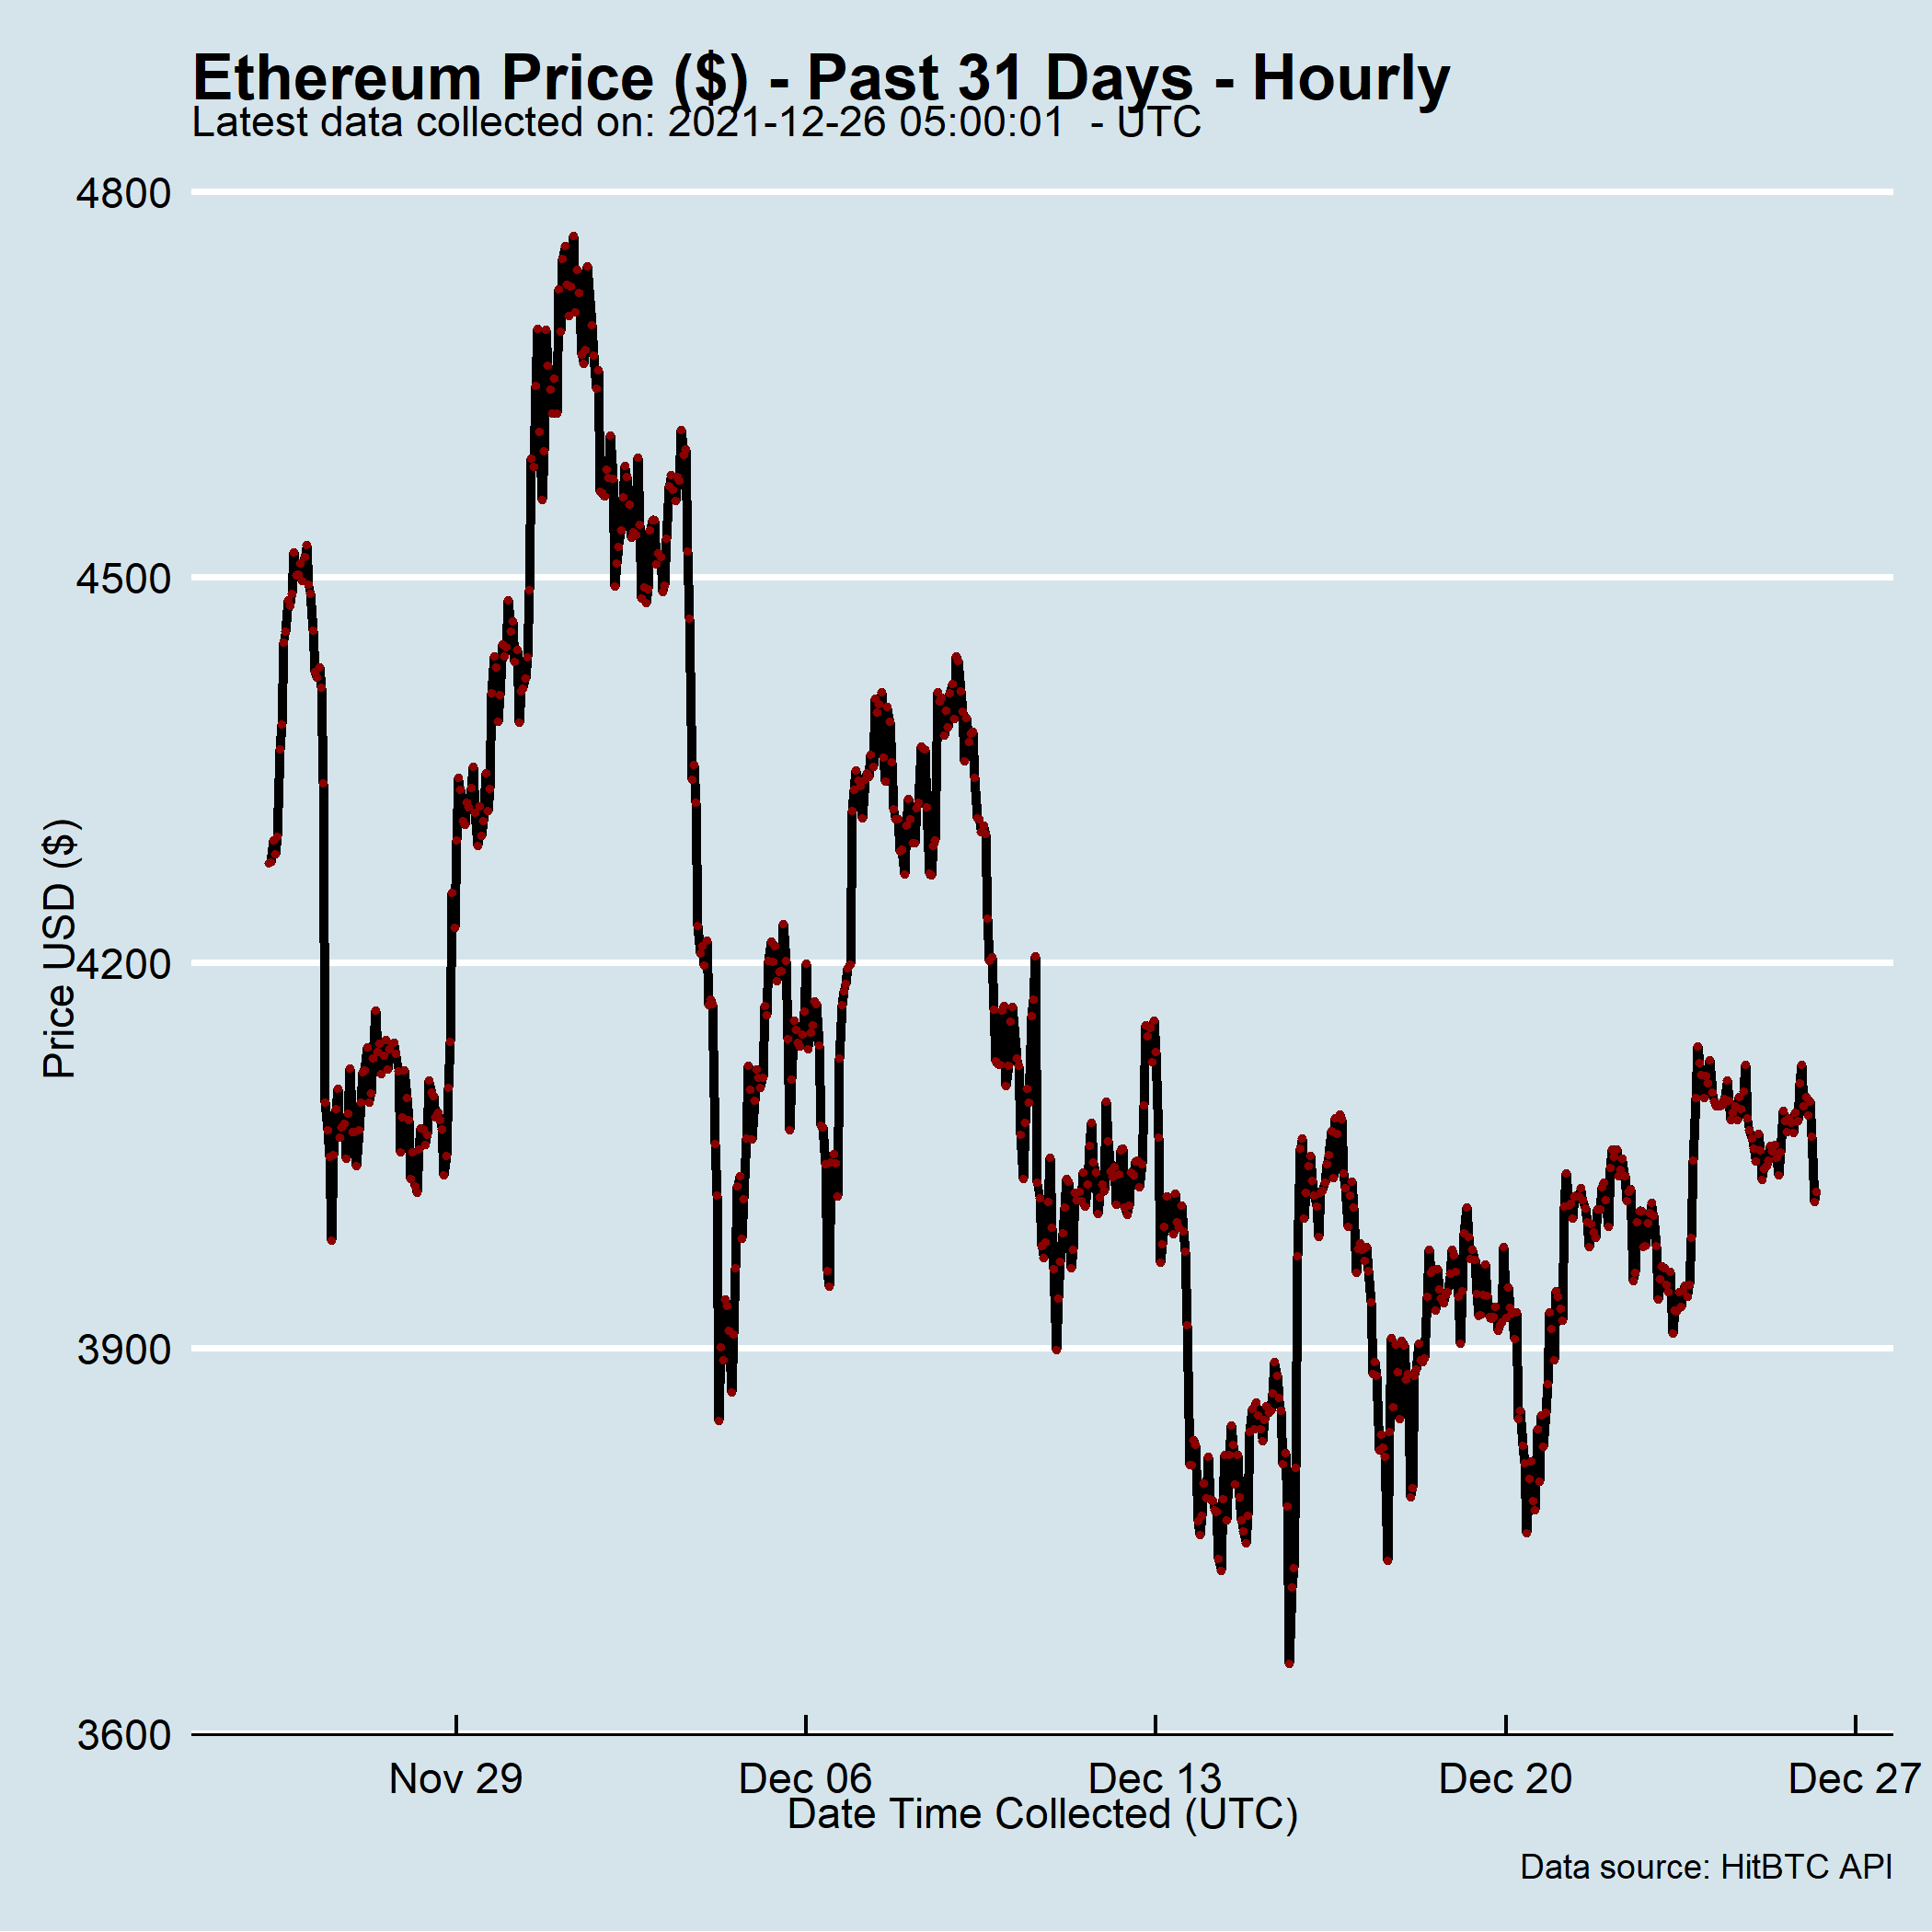 Ethereum Price ($) - Past 31 Days - Hourly
Latest data collected on: 2021-12-26 05:00:01  - UTC
4800
4500
4200
3900
3600
Price USD ($)
Nov 29
Dec 06
Dec 13
Dec 20
Dec 27
Date Time Collected (UTC)
Data source: HitBTC API